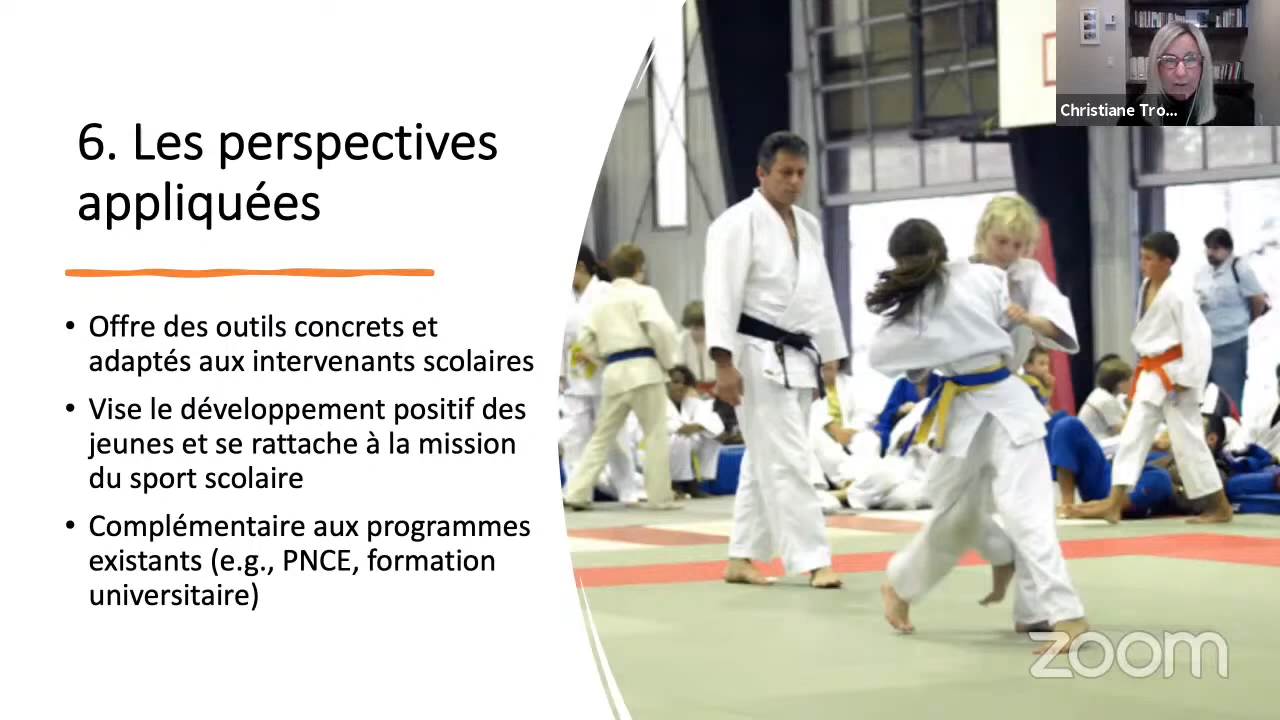 Christiane Tro...
6. Les perspectives
appliquées
• Offre des outils concrets et
adaptés aux intervenants scolaires
• Vise le développement positif des
jeunes et se rattache à la mission
du sport scolaire
• Complémentaire aux programmes
existants (e.g., PNCE, formation
universitaire)
zoom